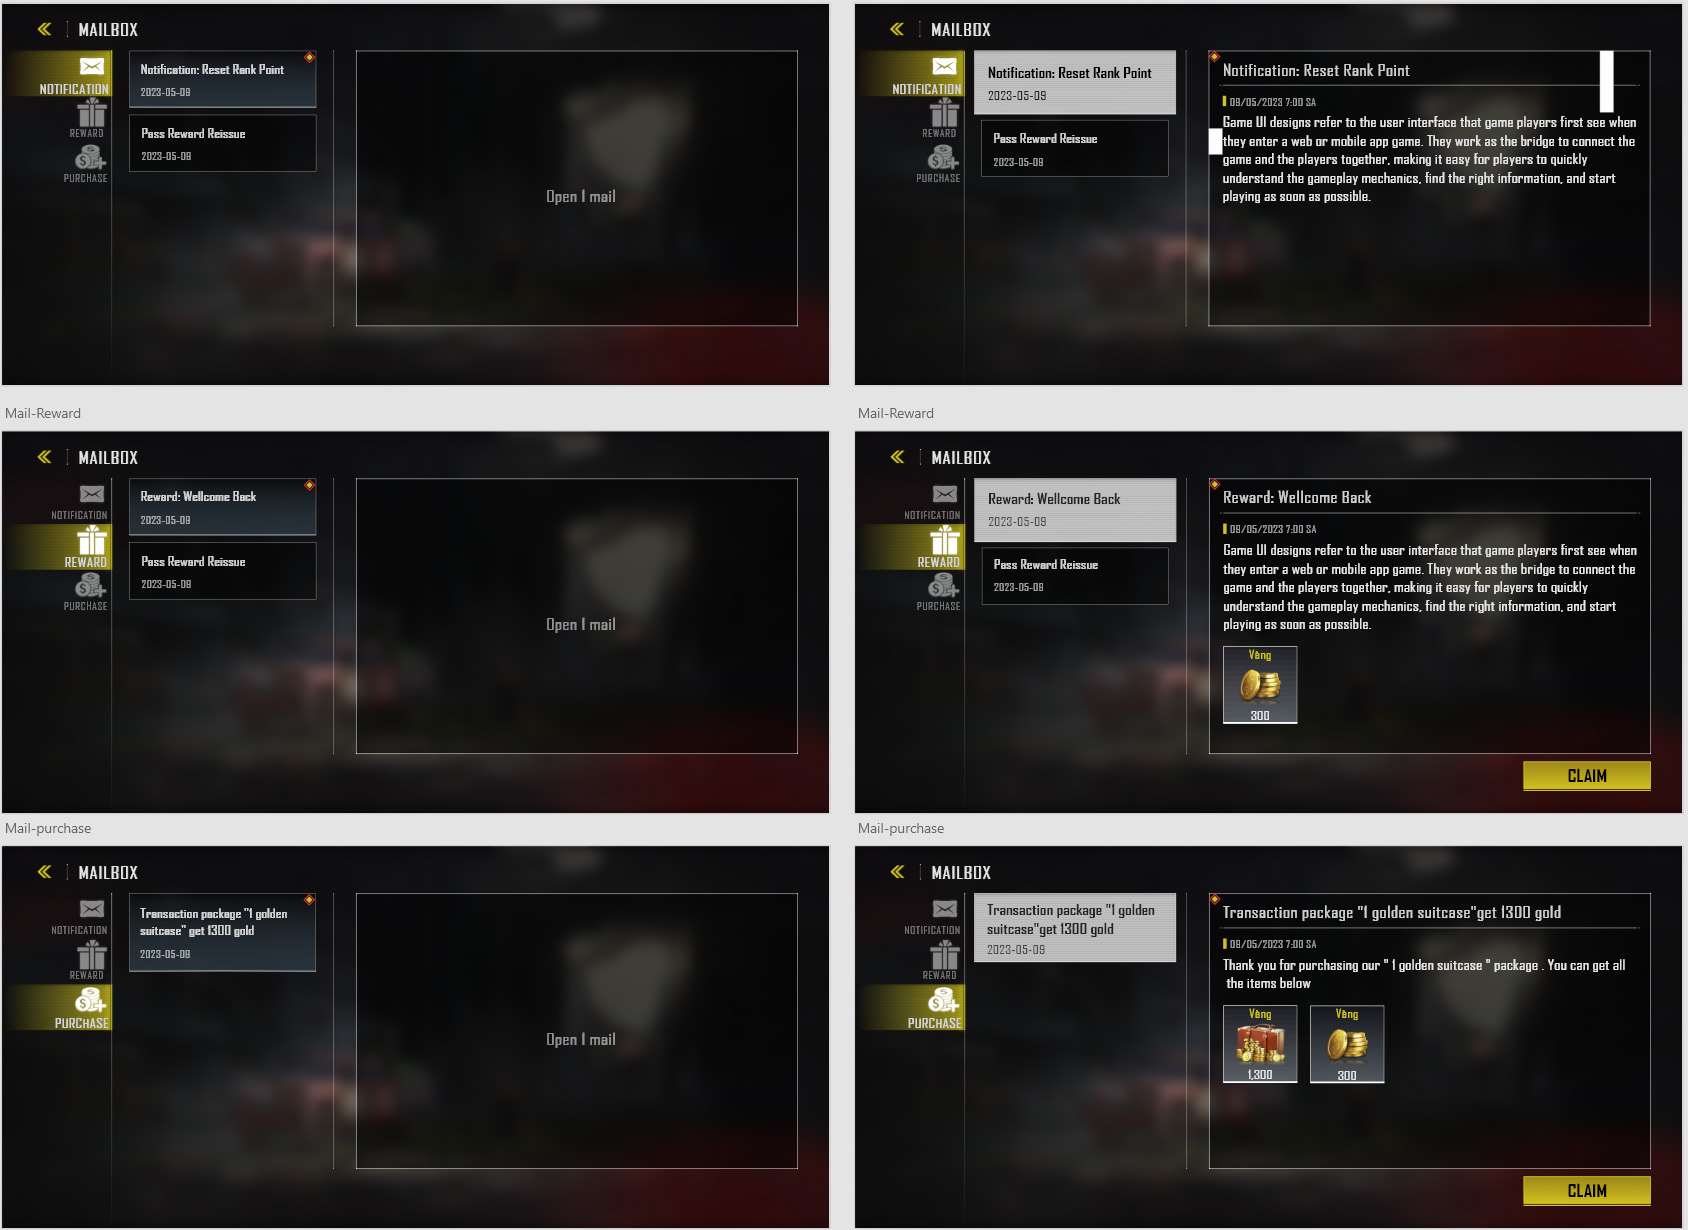 MAILBOX
NOTIFICATION
REWARD
PURCHASE
Notification: Reset Rank Point
2023-05-09
Pass Reward Reissue
2023-05-09
Open 1 mail
MAILBOX
NOTIFICATION
REWARD
PURCHASE
Notification: Reset Rank Point
2023-05-09
Pass Reward Reissue
2023-05-09
Notification: Reset Rank Point
09/05/2023 7:00 SA
Game UI designs refer to the user interface that game players first see when
they enter a web or mobile app game. They work as the bridge to connect the
game and the players together, making it easy for players to quickly
understand the gameplay mechanics, find the right information, and start
playing as soon as possible.
Mail-Reward
MAILBOX
NOTIFICATION
REWARD
PURCHASE
Reward: Wellcome Back
2023-05-09
Pass Reward Reissue
2023-05-09
Open 1 mail
Mail-Reward
MAILBOX
NOTIFICATION
REWARD
PURCHASE
Reward: Wellcome Back
2023-05-09
Pass Reward Reissue
2023-05-09
Reward: Wellcome Back
09/05/2023 7:00 SA
Game UI designs refer to the user interface that game players first see when
they enter a web or mobile app game. They work as the bridge to connect the
game and the players together, making it easy for players to quickly
understand the gameplay mechanics, find the right information, and start
playing as soon as possible.
Vàng
300
CLAIM
Mail-purchase
MAILBOX
NOTIFICATION
REWARD
PURCHASE
Transaction package "1 golden
suitcase" get 1300 gold
2023-05-09
Open 1 mail
Mail-purchase
MAILBOX
NOTIFICATION
REWARD
PURCHASE
Transaction package "1 golden
suitcase"get 1300 gold
2023-05-09
Transaction package "1 golden suitcase"get 1300 gold
09/05/2023 7:00 SA
Thank you for purchasing our " 1 golden suitcase " package . You can get all
the items below
Vàng
1,300
Vàng
300
CLAIM